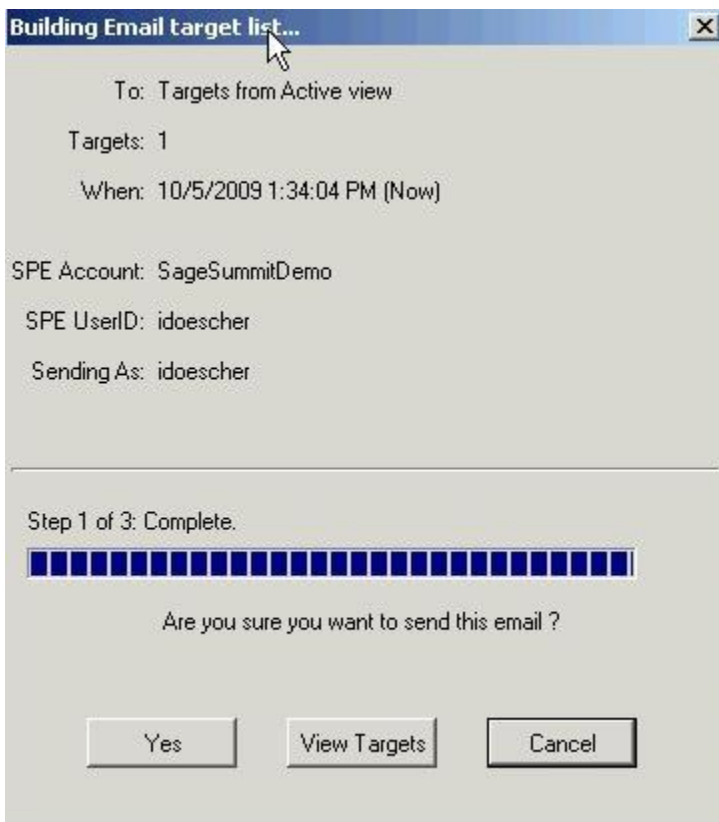 Building Email target list...
To: Targets from Active view
Targets: 1
When: 10/5/2009 1:34:04 PM (Now)
SPE Account: SageSummitDemo
SPE UserID: idoescher
Sending As: idoescher
Step 1 of 3: Complete.
Are you sure you want to send this email ?
Yes View Targets Cancel